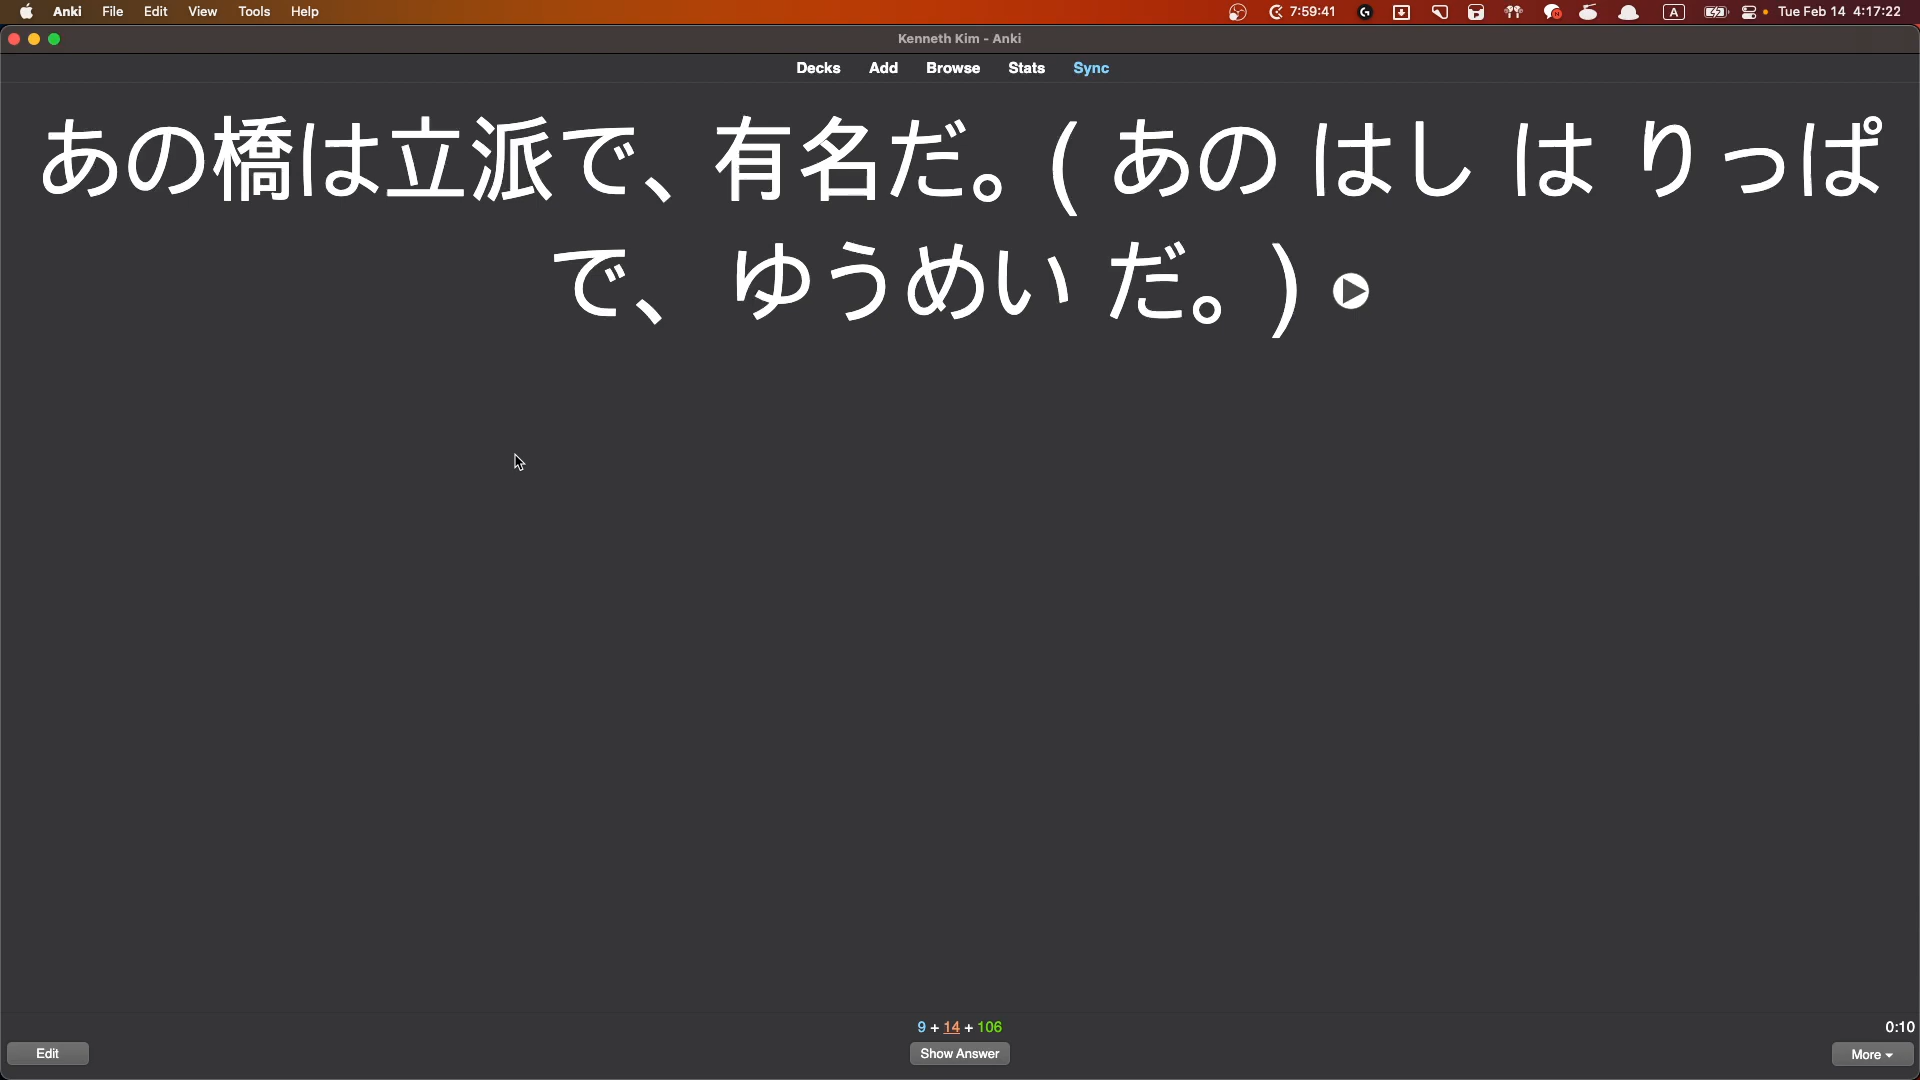 Anki File Edit View Tools Help 7:59:41 A Tue Feb 14 4:17:22
Kenneth Kim - Anki
Decks Add Browse Stats Sync
あの橋は立派で、有名だ。( あの はし は りっぱ
で、 ゆうめい だ。)
9 + 14 + 106
0:10
Edit
Show Answer
More